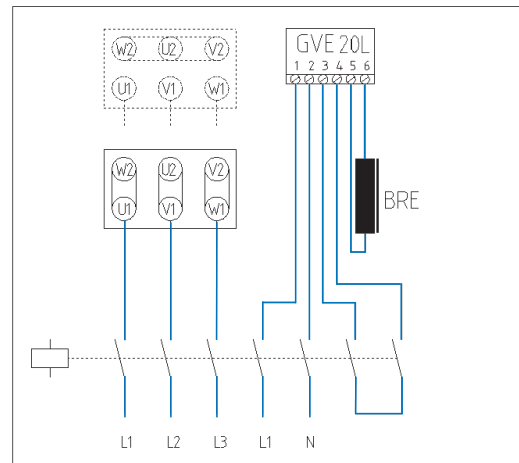 W2 U2 V2
U1 V1 W1
GVE 20L
1 2 3 4 5 6
W2 U2 V2
U1 V1 W1
BRE
L1 L2 L3 L1 N